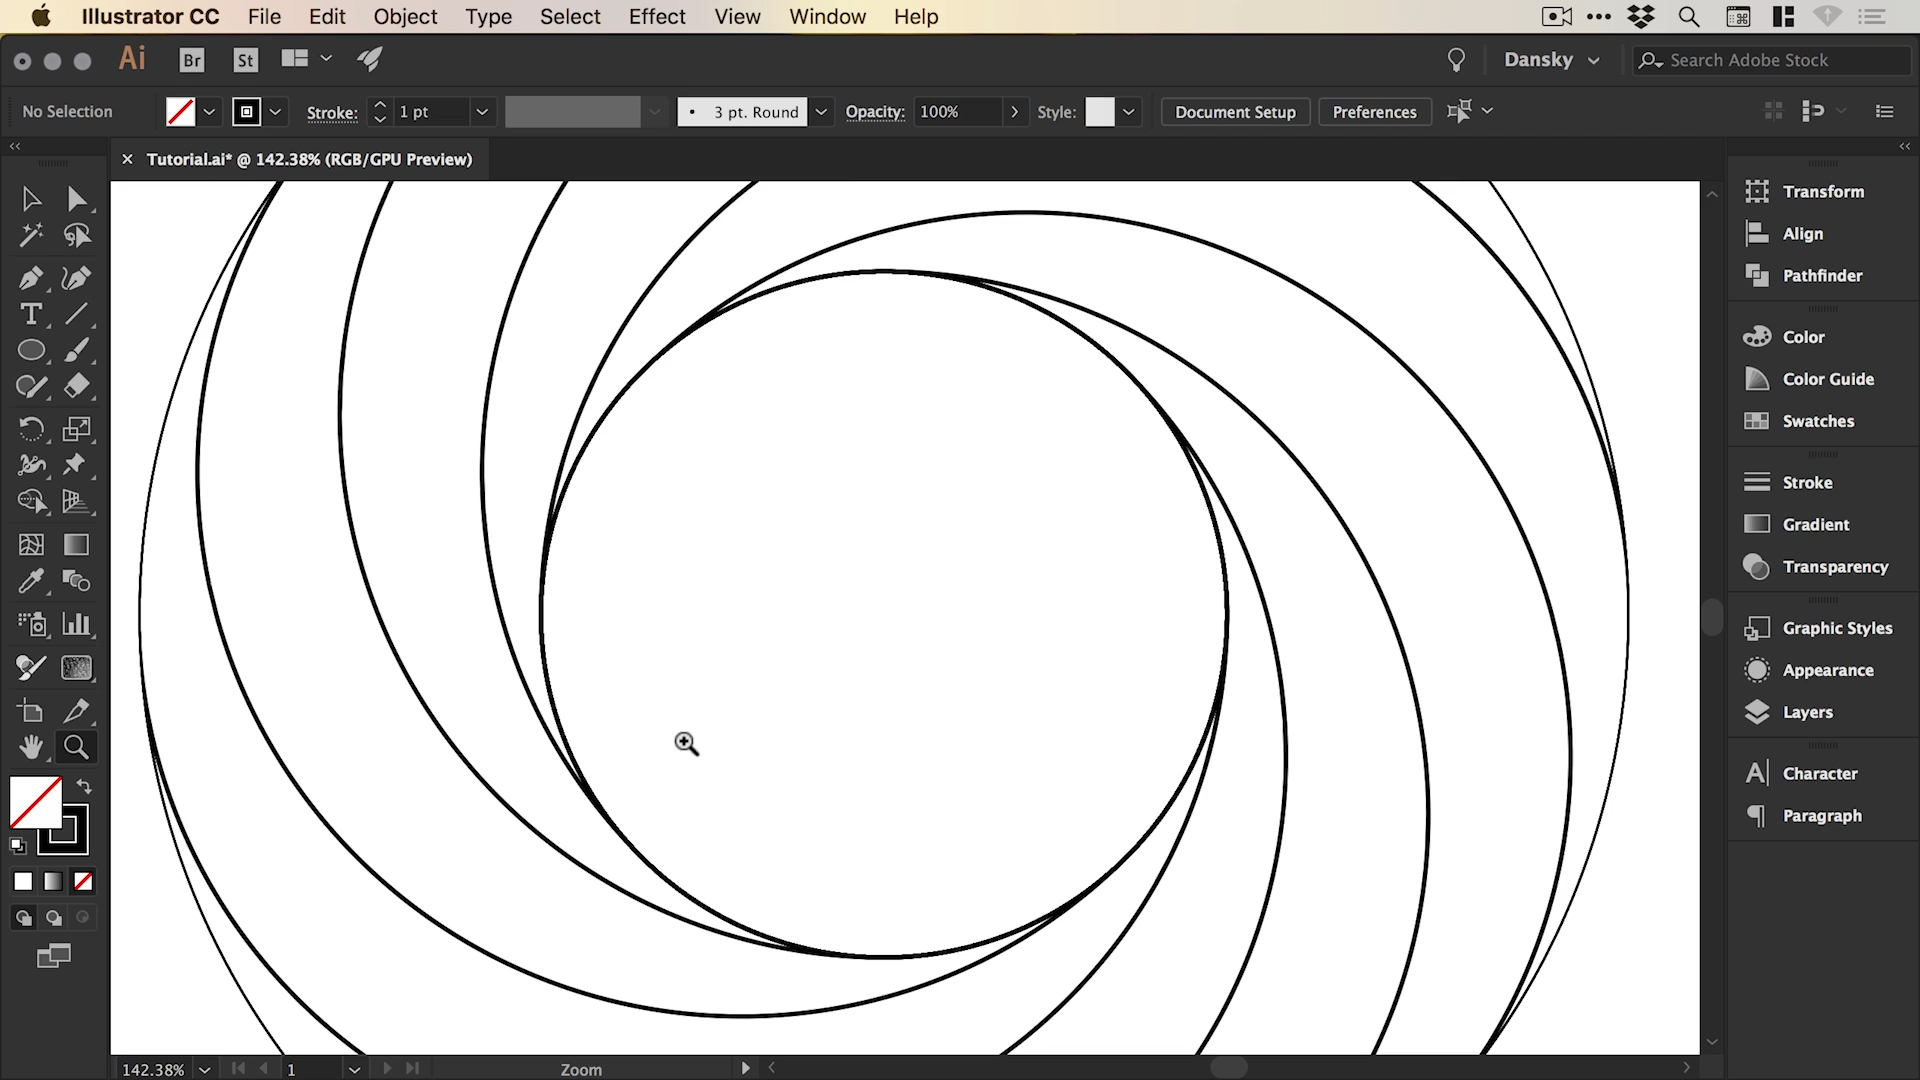 Illustrator CC File Edit Object Type Select Effect View Window Help
Ai Br St Dansky Search Adobe Stock
No Selection Stroke: 1 pt 3 pt. Round Opacity: 100% Style: Document Setup Preferences
Tutorial.ai* @ 142.38% (RGB/GPU Preview)
Transform
Align
Pathfinder
Color
Color Guide
Swatches
Stroke
Gradient
Transparency
Graphic Styles
Appearance
Layers
Character
Paragraph
142.38% 1 Zoom